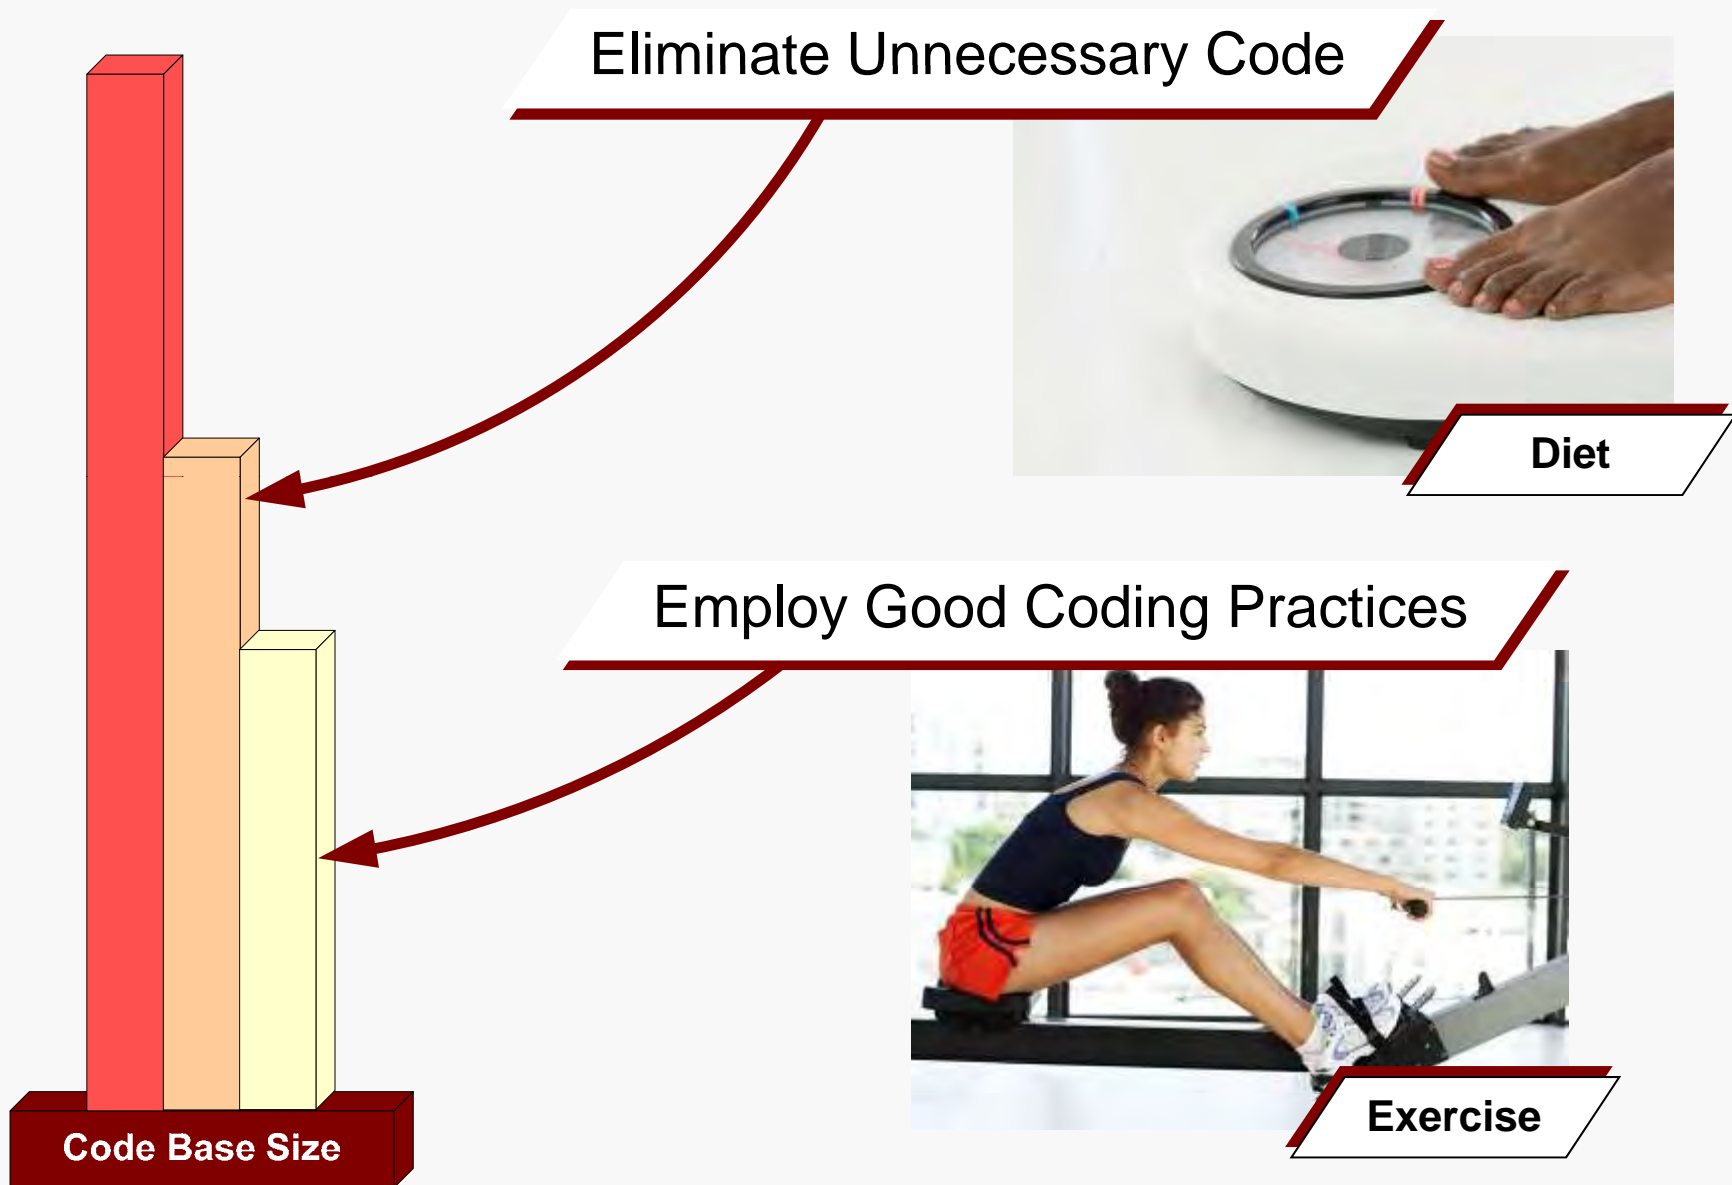 Eliminate Unnecessary Code
Diet
Employ Good Coding Practices
Exercise
Code Base Size